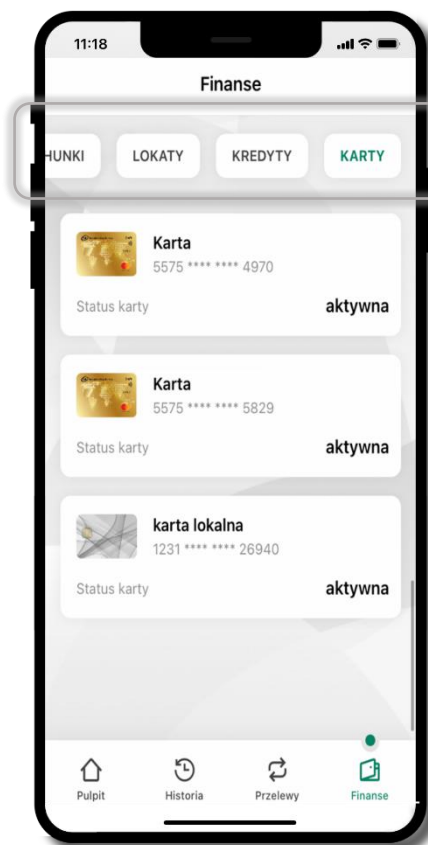 11:18
Finanse
HUNKI LOKATY KREDYTY KARTY
Karta
5575 **** **** 4970
Status karty aktywna
Karta
5575 **** **** 5829
Status karty aktywna
karta lokalna
1231 **** **** 26940
Status karty aktywna
Pulpit Historia Przelewy Finanse